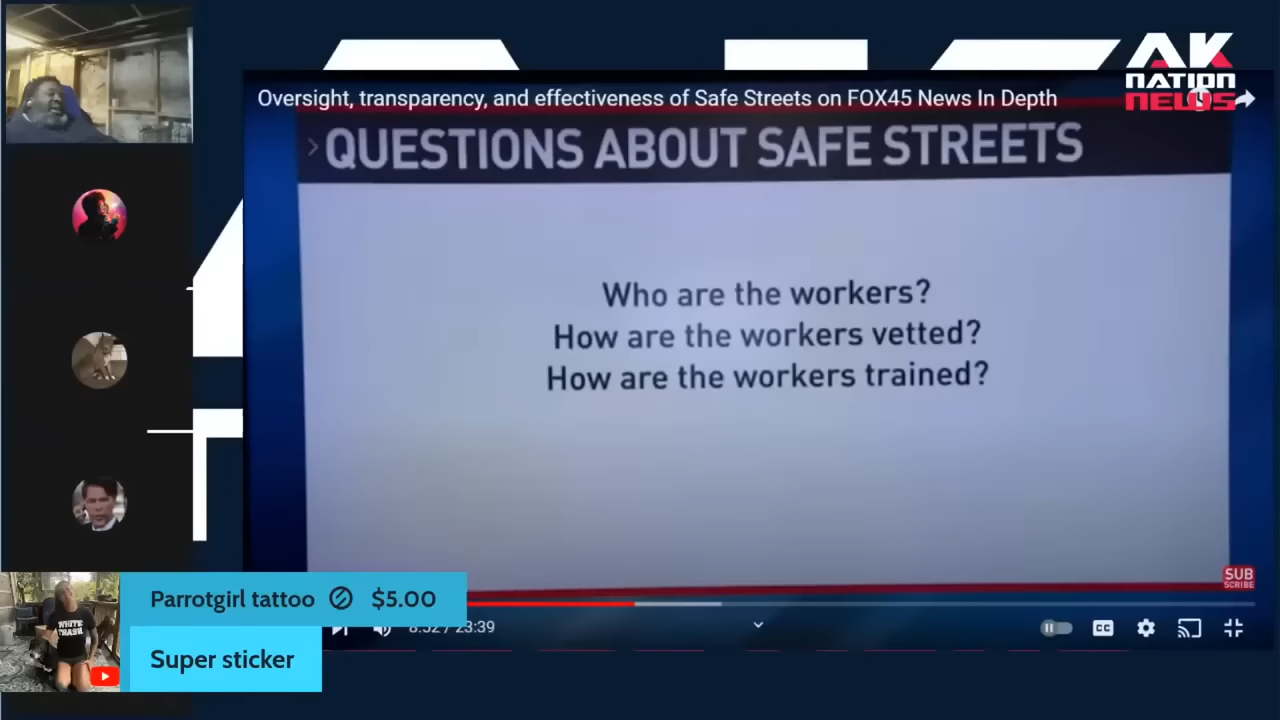 Oversight, transparency, and effectiveness of Safe Streets on FOX45 News In Depth
AK
NATION
NEWS
QUESTIONS ABOUT SAFE STREETS
Who are the workers?
How are the workers vetted?
How are the workers trained?
SUB
SCRIBE
Parrotgirl tattoo $5.00
Super sticker
WHITE
TRASH
8:52 / 23:39
CC